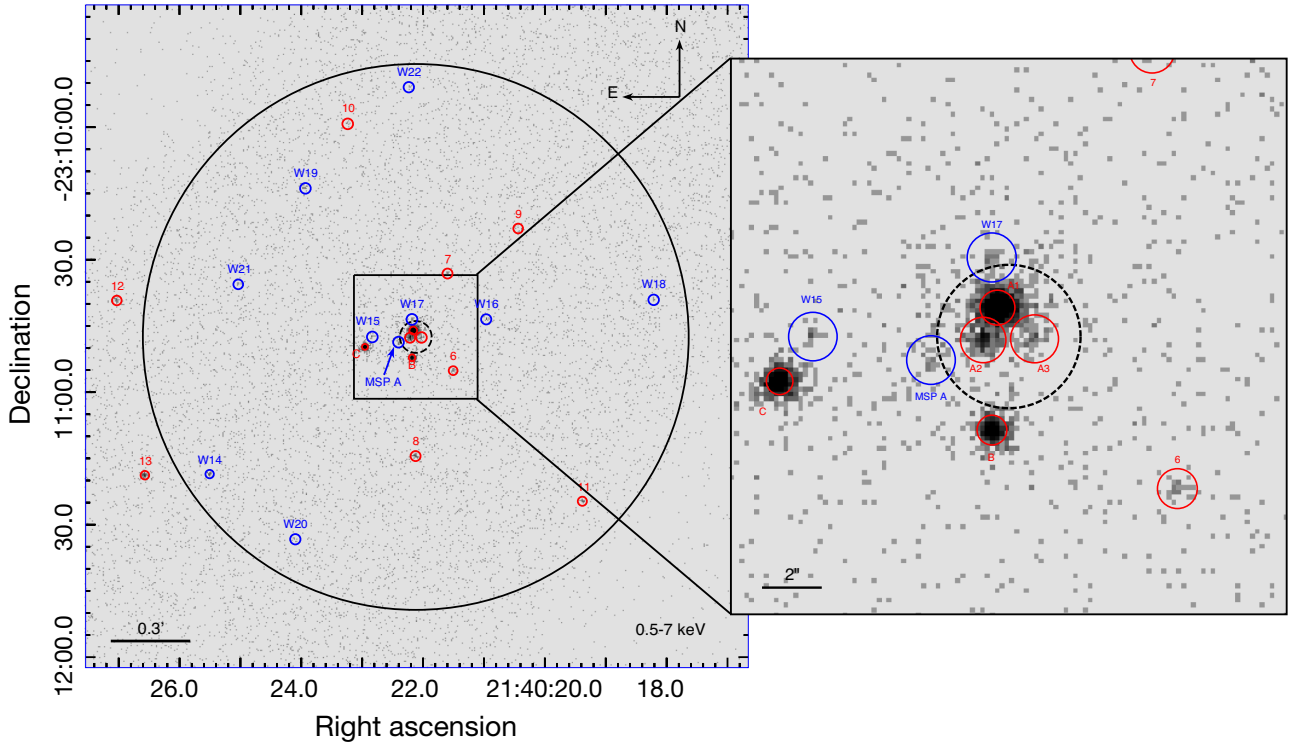 N
E
W22
10
W19
9
W21
7
12
W18
W17
W16
W15
C
MSP A
B
6
8
13
W14
11
W20
0.3'
0.5-7 keV
-23:10:00.0
30.0
11:00.0
30.0
12:00.0
26.0
24.0
22.0
21:40:20.0
18.0
Declination
Right ascension
7
W17
A1
W15
A2
A3
MSP A
C
B
6
2"